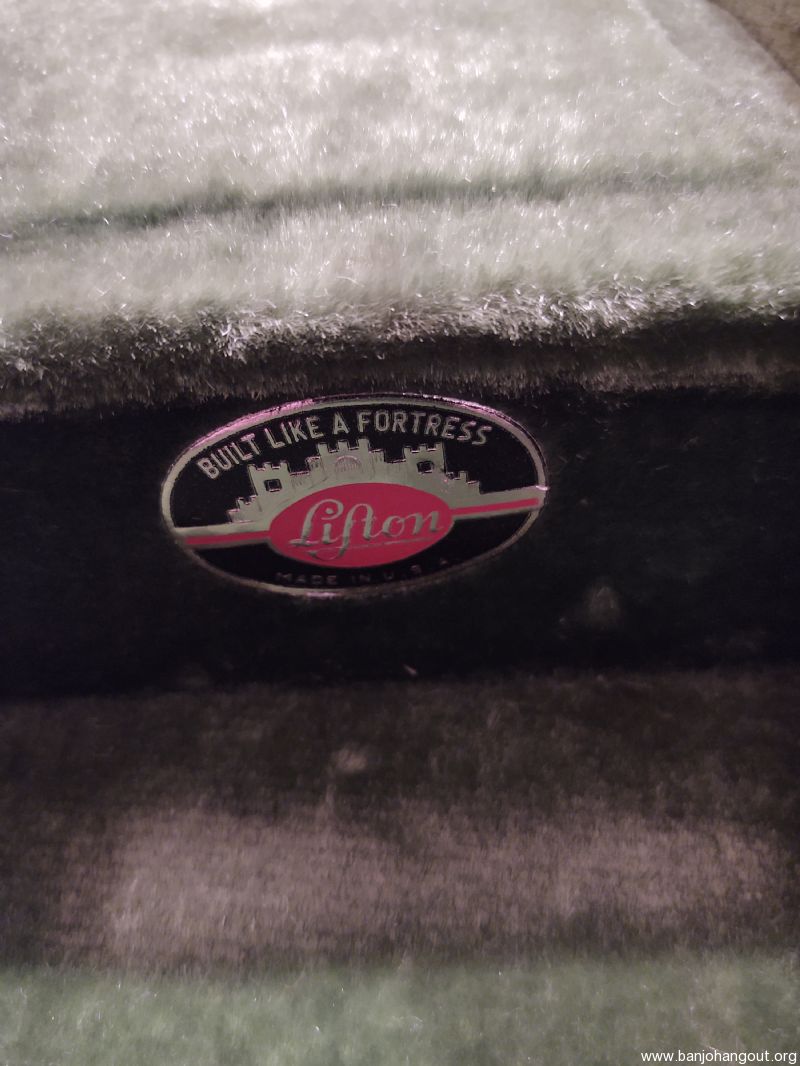 BUILT LIKE A FORTRESS
Lifton
MADE IN U.S.A.
www.banjohangout.org